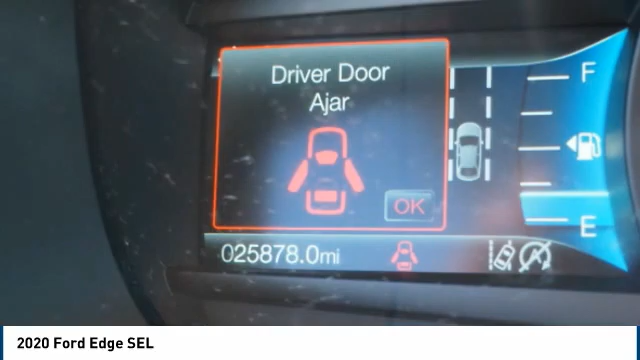 Driver Door
Ajar
OK
F
E
025878.0mi
2020 Ford Edge SEL